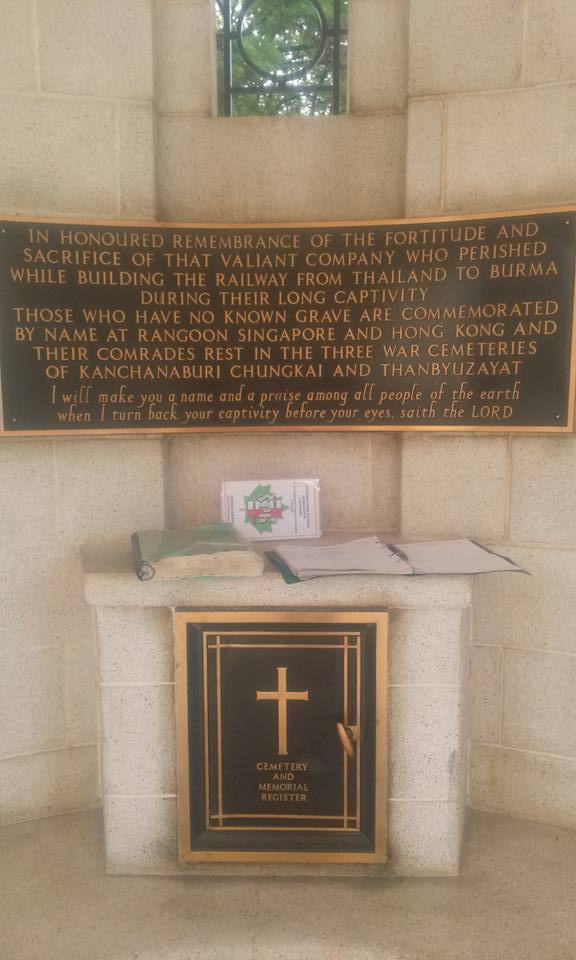 IN HONOURED REMEMBRANCE OF THE FORTITUDE AND
SACRIFICE OF THAT VALIANT COMPANY WHO PERISHED
WHILE BUILDING THE RAILWAY FROM THAILAND TO BURMA
DURING THEIR LONG CAPTIVITY
THOSE WHO HAVE NO KNOWN GRAVE ARE COMMEMORATED
BY NAME AT RANGOON SINGAPORE AND HONG KONG AND
THEIR COMRADES REST IN THE THREE WAR CEMETERIES
OF KANCHANABURI CHUNGKAI AND THANBYUZAYAT
I will make you a name and a praise among all people of the earth
when I turn back your captivity before your eyes, saith the LORD
CEMETERY
AND
MEMORIAL
REGISTER